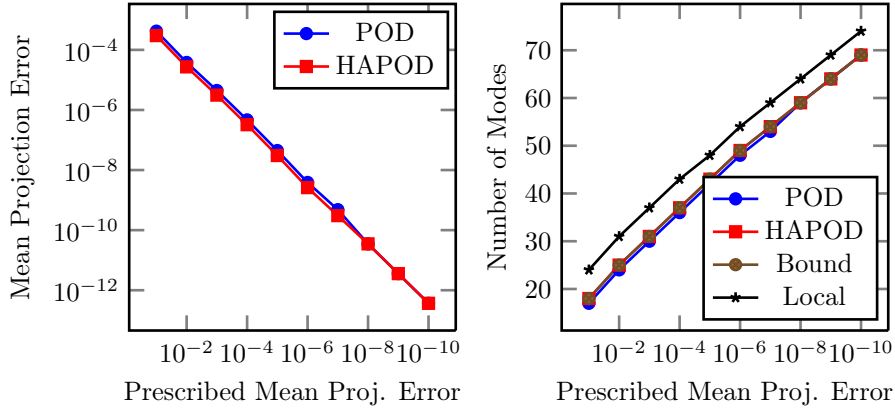 POD
HAPOD
Mean Projection Error
10^{-4}
10^{-6}
10^{-8}
10^{-10}
10^{-12}
10^{-2} 10^{-4} 10^{-6} 10^{-8} 10^{-10}
Prescribed Mean Proj. Error
Number of Modes
70
60
50
40
30
20
POD
HAPOD
Bound
Local
10^{-2} 10^{-4} 10^{-6} 10^{-8} 10^{-10}
Prescribed Mean Proj. Error